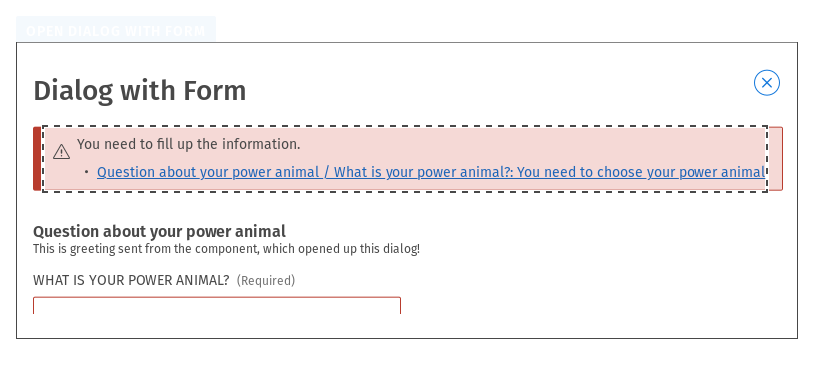 OPEN DIALOG WITH FORM
Dialog with Form
You need to fill up the information.
• Question about your power animal / What is your power animal?: You need to choose your power animal
Question about your power animal
This is greeting sent from the component, which opened up this dialog!
WHAT IS YOUR POWER ANIMAL? (Required)